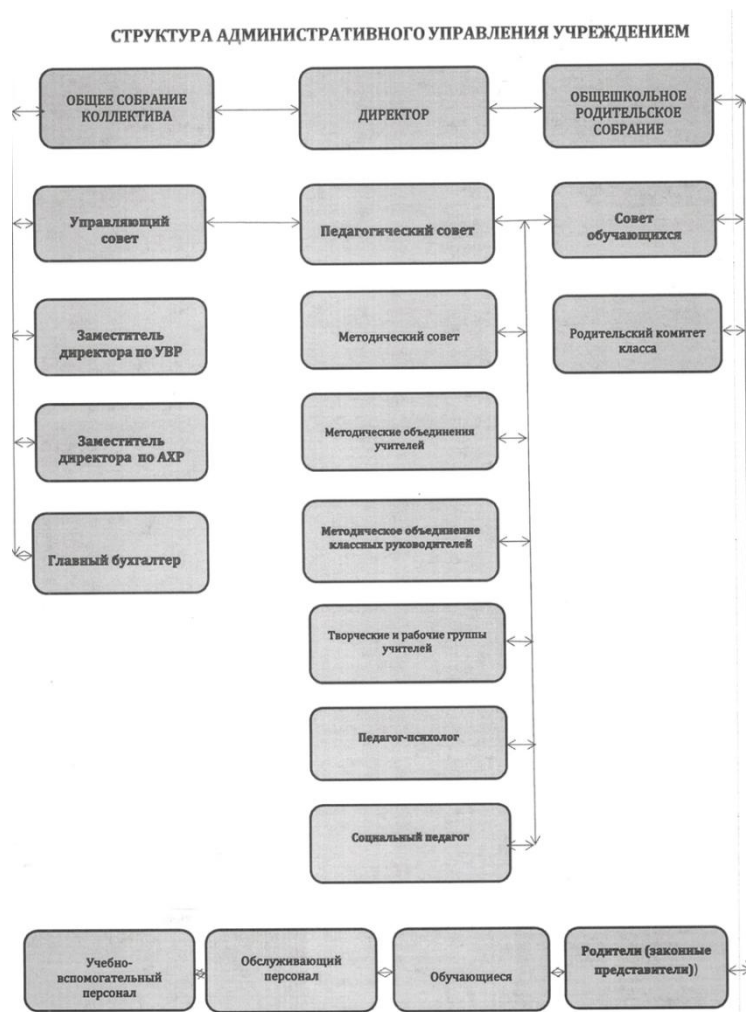 СТРУКТУРА АДМИНИСТРАТИВНОГО УПРАВЛЕНИЯ УЧРЕЖДЕНИЕМ
ОБЩЕЕ СОБРАНИЕ
КОЛЛЕКТИВА
ДИРЕКТОР
ОБЩЕШКОЛЬНОЕ
РОДИТЕЛЬСКОЕ
СОБРАНИЕ
Управляющий
совет
Педагогический совет
Совет
обучающихся
Заместитель
директора по УВР
Методический совет
Родительский комитет
класса
Заместитель
директора по АХР
Методические объединения
учителей
Главный бухгалтер
Методическое объединение
классных руководителей
Творческие и рабочие группы
учителей
Педагог-психолог
Социальный педагог
Учебно-
вспомогательный
персонал
Обслуживающий
персонал
Обучающиеся
Родители (законные
представители))